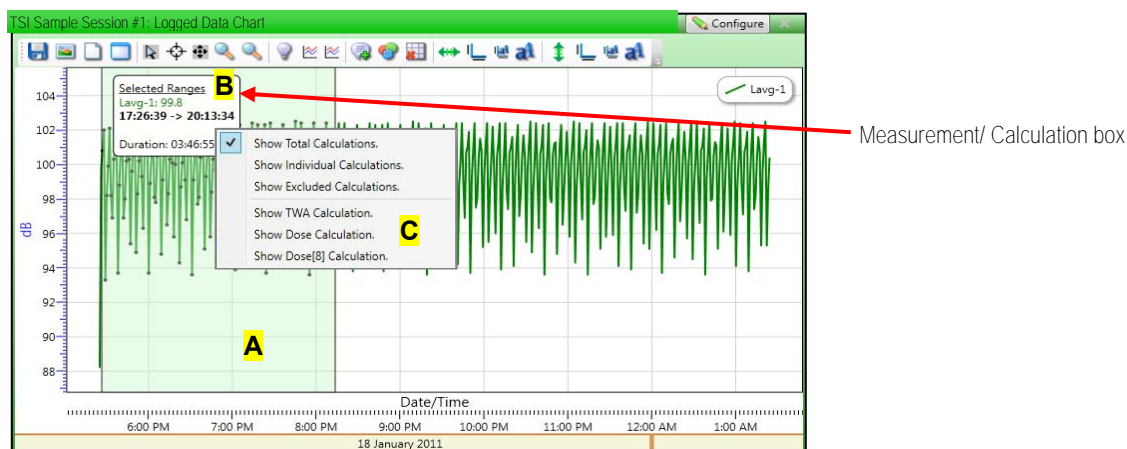 TSI Sample Session #1: Logged Data Chart
Configure
Selected Ranges
Lavg-1: 99.8
17:26:39 -> 20:13:34
Duration: 03:46:55
B
Lavg-1
Measurement/ Calculation box
Show Total Calculations.
Show Individual Calculations.
Show Excluded Calculations.
Show TWA Calculation.
Show Dose Calculation.
Show Dose[8] Calculation.
C
A
dB
104
102
100
98
96
94
92
90
88
Date/Time
6:00 PM 7:00 PM 8:00 PM 9:00 PM 10:00 PM 11:00 PM 12:00 AM 1:00 AM
18 January 2011